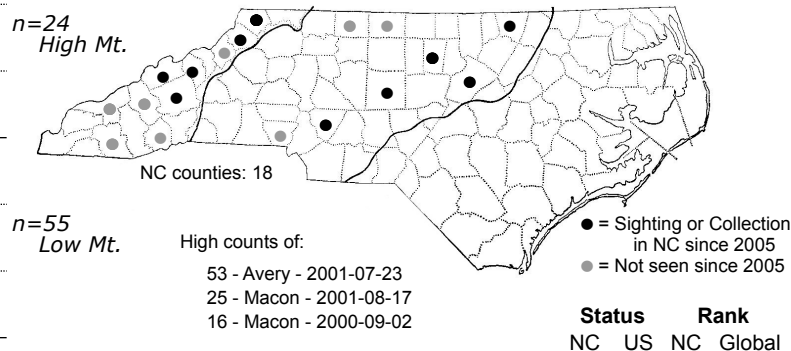 n=24
High Mt.
NC counties: 18
n=55
Low Mt.
High counts of:
53 - Avery - 2001-07-23
25 - Macon - 2001-08-17
16 - Macon - 2000-09-02
= Sighting or Collection
in NC since 2005
= Not seen since 2005
Status Rank
NC US NC Global